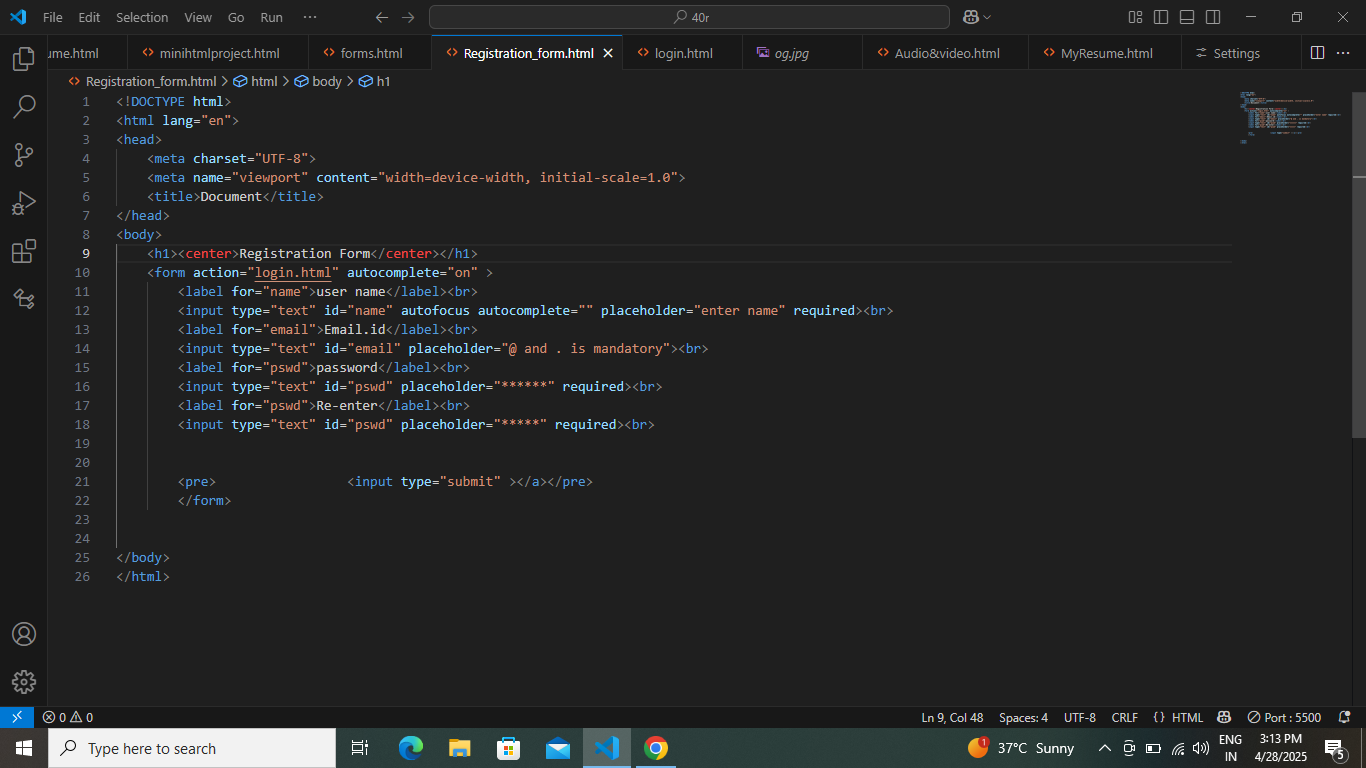 File Edit Selection View Go Run ··· 40r
ume.html minihtmlproject.html forms.html Registration_form.html login.html og.jpg Audio&video.html MyResume.html Settings ···
Registration_form.html > html > body > h1
1 <!DOCTYPE html>
2 <html lang="en">
3 <head>
4     <meta charset="UTF-8">
5     <meta name="viewport" content="width=device-width, initial-scale=1.0">
6     <title>Document</title>
7 </head>
8 <body>
9     <h1><center>Registration Form</center></h1>
10     <form action="login.html" autocomplete="on" >
11         <label for="name">user name</label><br>
12         <input type="text" id="name" autofocus autocomplete="" placeholder="enter name" required><br>
13         <label for="email">Email.id</label><br>
14         <input type="text" id="email" placeholder="@ and . is mandatory"><br>
15         <label for="pswd">password</label><br>
16         <input type="text" id="pswd" placeholder="******" required><br>
17         <label for="pswd">Re-enter</label><br>
18         <input type="text" id="pswd" placeholder="*****" required><br>
19
20
21         <pre>                 <input type="submit" ></a></pre>
22         </form>
23
24
25 </body>
26 </html>
0 0 Ln 9, Col 48 Spaces: 4 UTF-8 CRLF {} HTML Port : 5500
Type here to search 1 37°C Sunny ENG IN 3:13 PM 4/28/2025 5